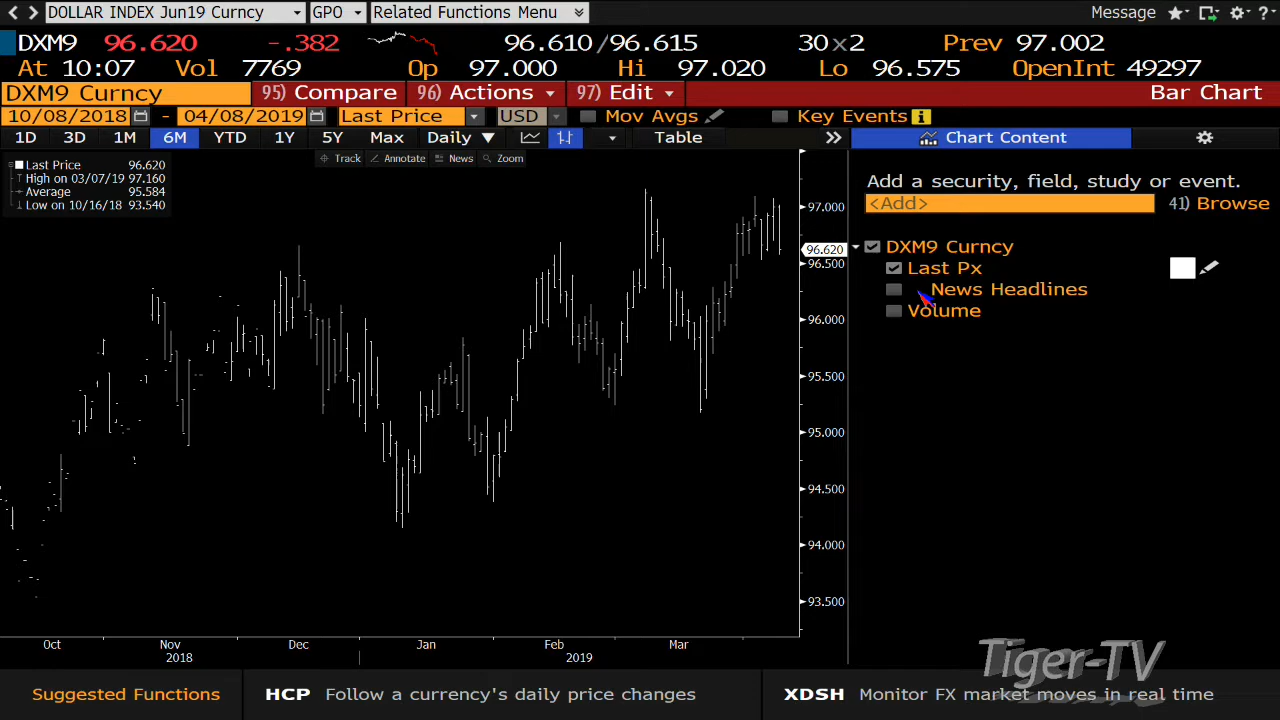 DOLLAR INDEX Jun19 Curncy GPO Related Functions Menu Message ?
DXM9 96.620 -.382 96.610/96.615 30x2 Prev 97.002
At 10:07 Vol 7769 Op 97.000 Hi 97.020 Lo 96.575 OpenInt 49297
DXM9 Curncy 95) Compare 96) Actions 97) Edit Bar Chart
10/08/2018 - 04/08/2019 Last Price USD Mov Avgs Key Events i
1D 3D 1M 6M YTD 1Y 5Y Max Daily Table Chart Content
Track Annotate News Zoom
Last Price 96.620
High on 03/07/19 97.160
Average 95.584
Low on 10/16/18 93.540
Add a security, field, study or event.
<Add> 41) Browse
97.000
96.620
96.500
96.000
95.500
95.000
94.500
94.000
93.500
DXM9 Curncy
Last Px
News Headlines
Volume
Oct Nov Dec Jan Feb Mar
2018 2019
Tiger-TV
Suggested Functions HCP Follow a currency's daily price changes XDSH Monitor FX market moves in real time